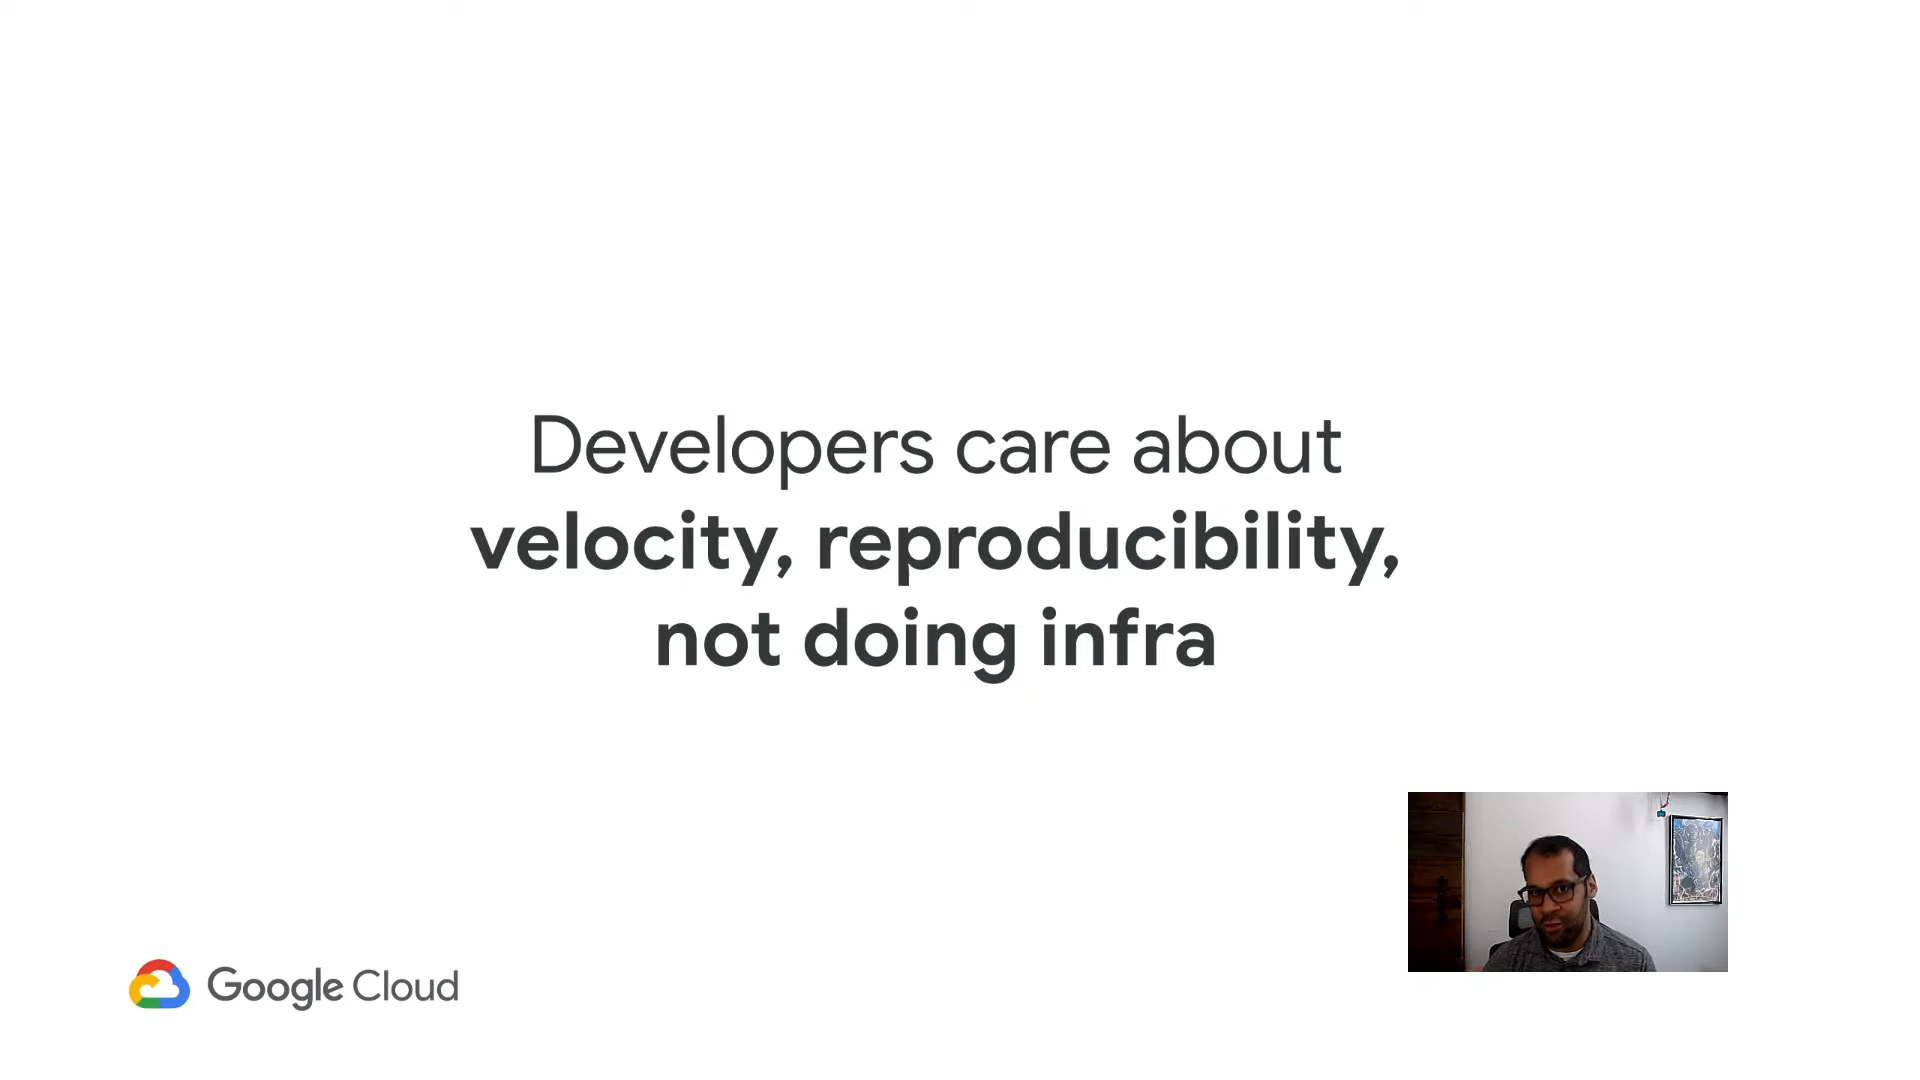 Developers care about
velocity, reproducibility,
not doing infra
Google Cloud